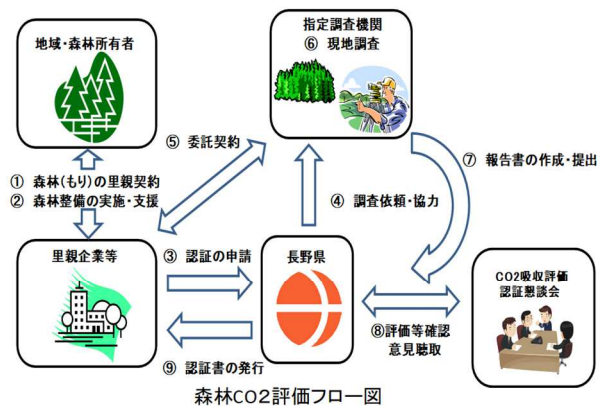 地域・森林所有者
指定調査機関
⑥ 現地調査
⑤ 委託契約
① 森林(もり)の里親契約
② 森林整備の実施・支援
④ 調査依頼・協力
⑦ 報告書の作成・提出
里親企業等
③ 認証の申請
長野県
CO2吸収評価
認証懇談会
⑧評価等確認
意見聴取
⑨ 認証書の発行
森林CO2評価フロー図